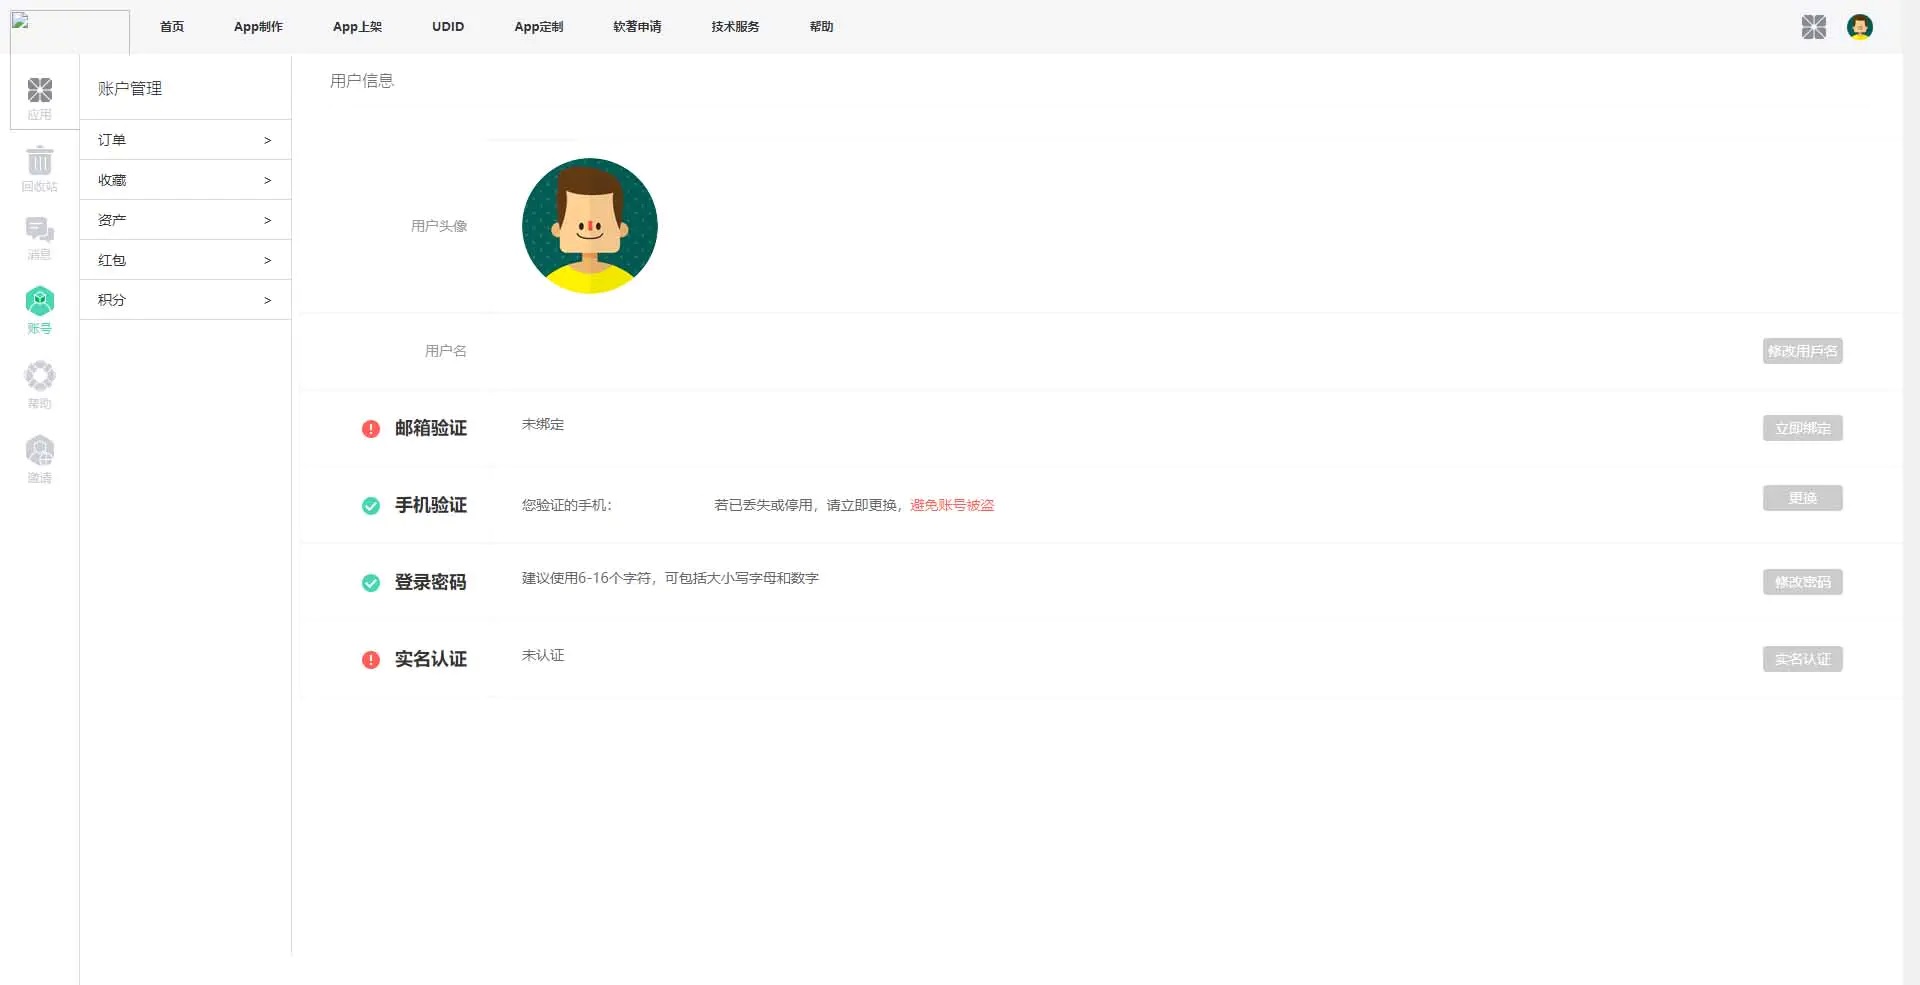 首页 App制作 App上架 UDID App定制 软著申请 技术服务 帮助
应用
回收站
消息
账号
帮助
邀请
账户管理
订单 >
收藏 >
资产 >
红包 >
积分 >
用户信息
用户头像
用户名 修改用戶名
邮箱验证 未绑定 立即绑定
手机验证 您验证的手机: 若已丢失或停用，请立即更换，避免账号被盗 更换
登录密码 建议使用6-16个字符，可包括大小写字母和数字 修改密码
实名认证 未认证 实名认证